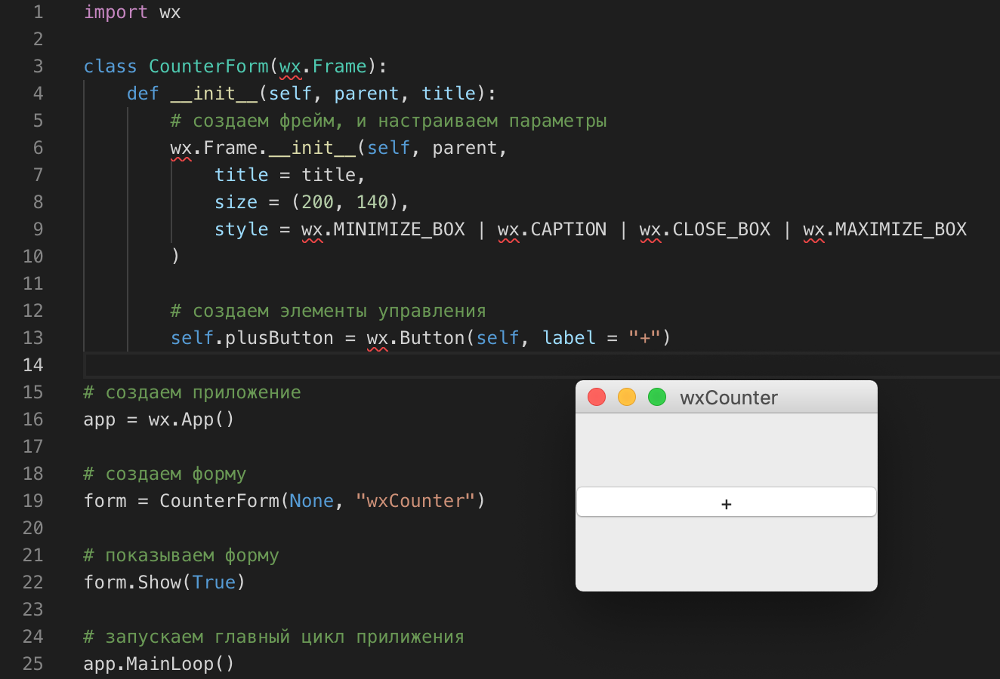 1 import wx
2
3 class CounterForm(wx.Frame):
4 def __init__(self, parent, title):
5 # создаем фрейм, и настраиваем параметры
6 wx.Frame.__init__(self, parent,
7 title = title,
8 size = (200, 140),
9 style = wx.MINIMIZE_BOX | wx.CAPTION | wx.CLOSE_BOX | wx.MAXIMIZE_BOX
10 )
11
12 # создаем элементы управления
13 self.plusButton = wx.Button(self, label = "+")
14
15 # создаем приложение
16 app = wx.App()
17
18 # создаем форму
19 form = CounterForm(None, "wxCounter")
20
21 # показываем форму
22 form.Show(True)
23
24 # запускаем главный цикл прилижения
25 app.MainLoop()
wxCounter
+